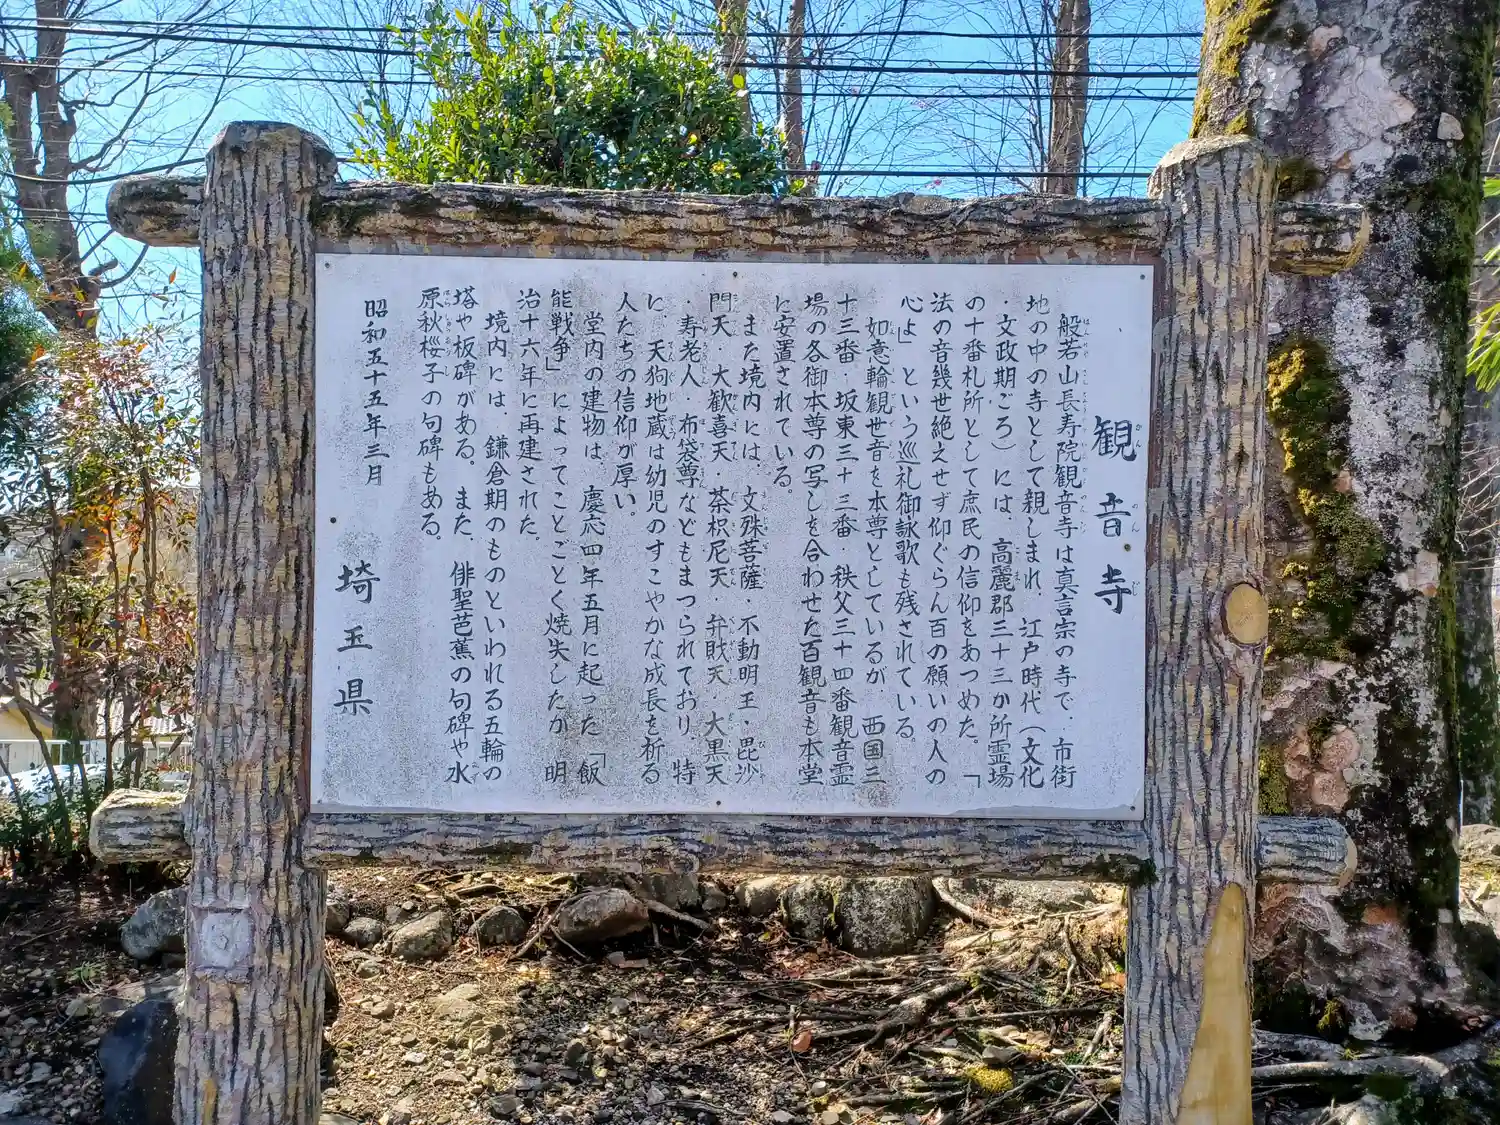 観音寺
般若山長寿院観音寺は真言宗の寺で、市街
地の中の寺として親しまれ、江戸時代（文化
・文政期ごろ）には、高麗郡三十三か所霊場
の十番札所として庶民の信仰をあつめた。「
法の音幾世絶えせず仰ぐらん百の願いの人の
心よ」という巡礼御詠歌も残されている。
如意輪観世音を本尊としているが、西国三
十三番・坂東三十三番・秩父三十四番観音霊
場の各御本尊の写しを合わせた百観音も本堂
に安置されている。
また境内には、文殊菩薩・不動明王・毘沙
門天・大歓喜天・荼枳尼天・弁財天・大黒天
・寿老人・布袋尊などもまつられており、特
に、天狗地蔵は幼児のすこやかな成長を祈る
人たちの信仰が厚い。
堂内の建物は、慶応四年五月に起った「飯
能戦争」によってことごとく焼失したが、明
治十六年に再建された。
境内には、鎌倉期のものといわれる五輪の
塔や板碑がある。また、俳聖芭蕉の句碑や水
原秋桜子の句碑もある。
昭和五十五年三月
埼玉県